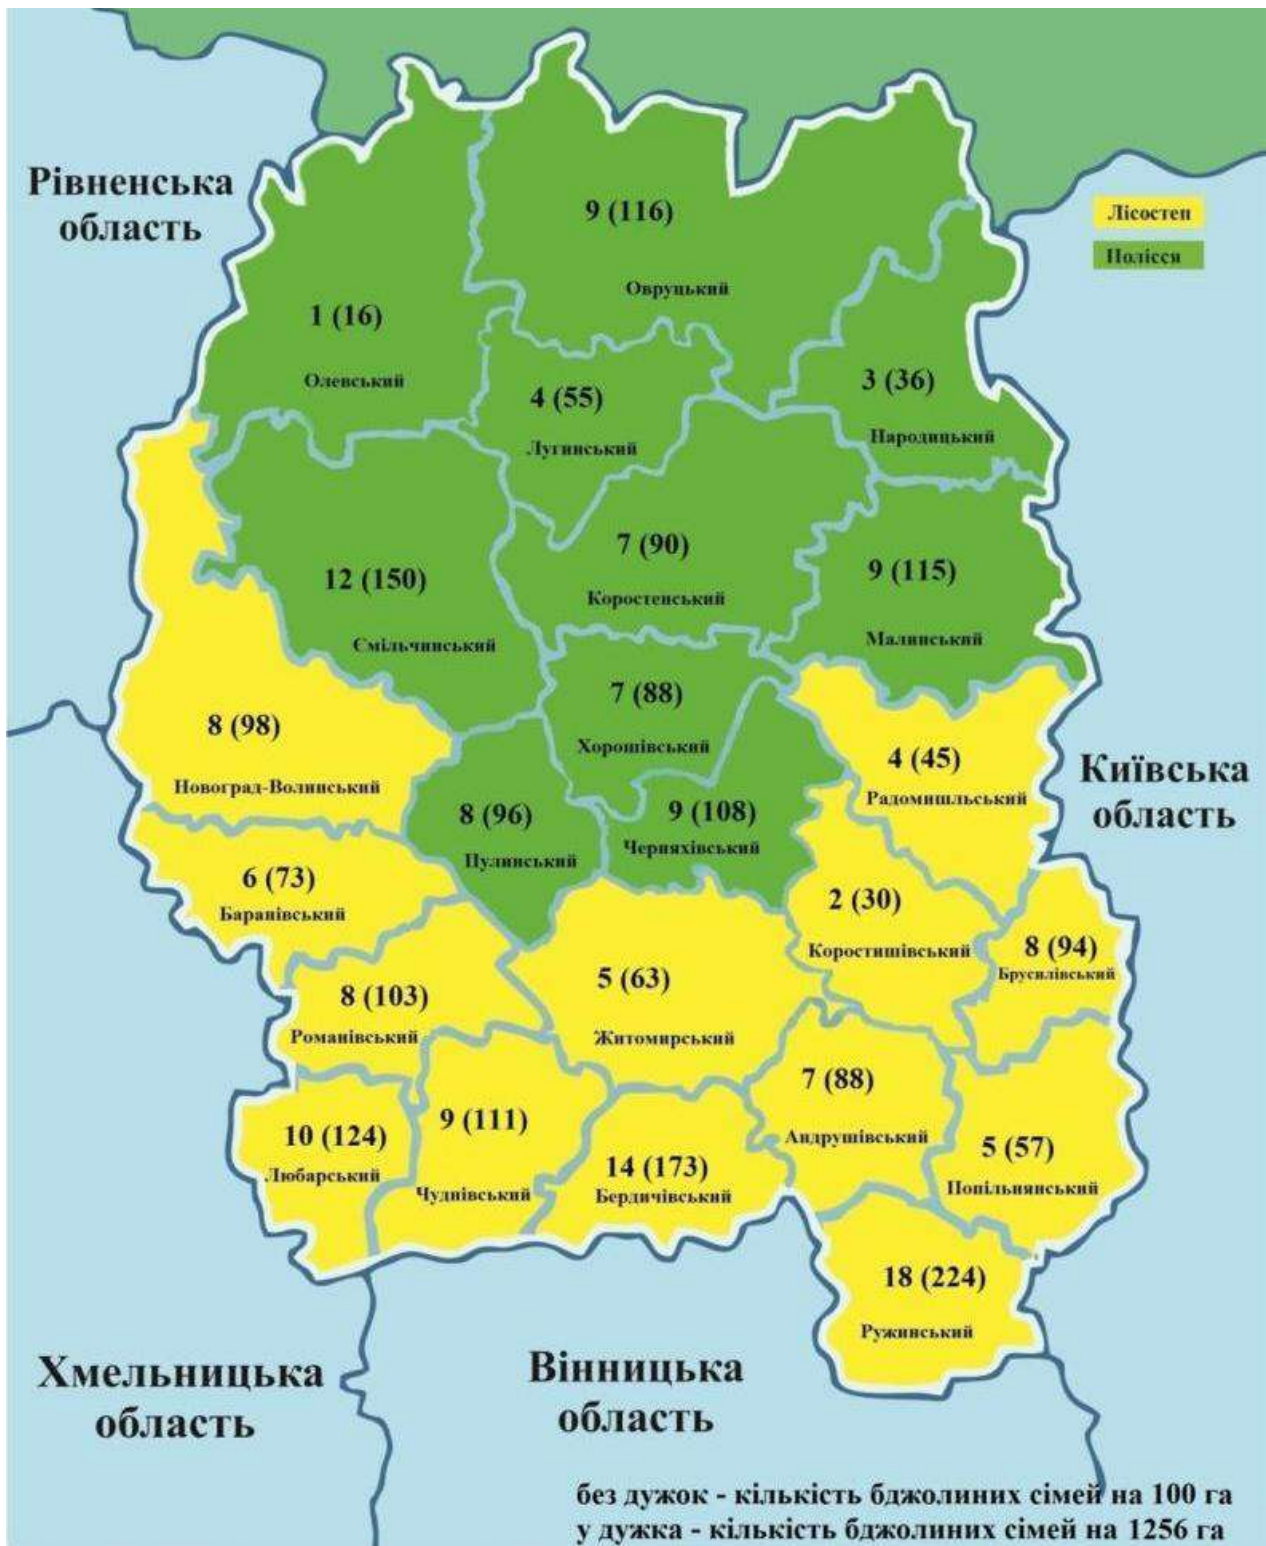 Рівненська
область
9 (116)
Овруцький
Лісостеп
Полісся
1 (16)
Олевський
4 (55)
Лугинський
3 (36)
Народицький
12 (150)
Ємільчинський
7 (90)
Коростенський
9 (115)
Малинський
8 (98)
Новоград-Волинський
7 (88)
Хорошівський
4 (45)
Радомишльський
Київська
область
8 (96)
Пулинський
9 (108)
Черняхівський
6 (73)
Баранівський
2 (30)
Коростишівський
8 (94)
Брусилівський
8 (103)
Романівський
5 (63)
Житомирський
7 (88)
Андрушівський
10 (124)
Любарський
9 (111)
Чуднівський
14 (173)
Бердичівський
5 (57)
Попільнянський
18 (224)
Ружинський
Хмельницька
область
Вінницька
область
без дужок - кількість бджолиних сімей на 100 га
у дужка - кількість бджолиних сімей на 1256 га